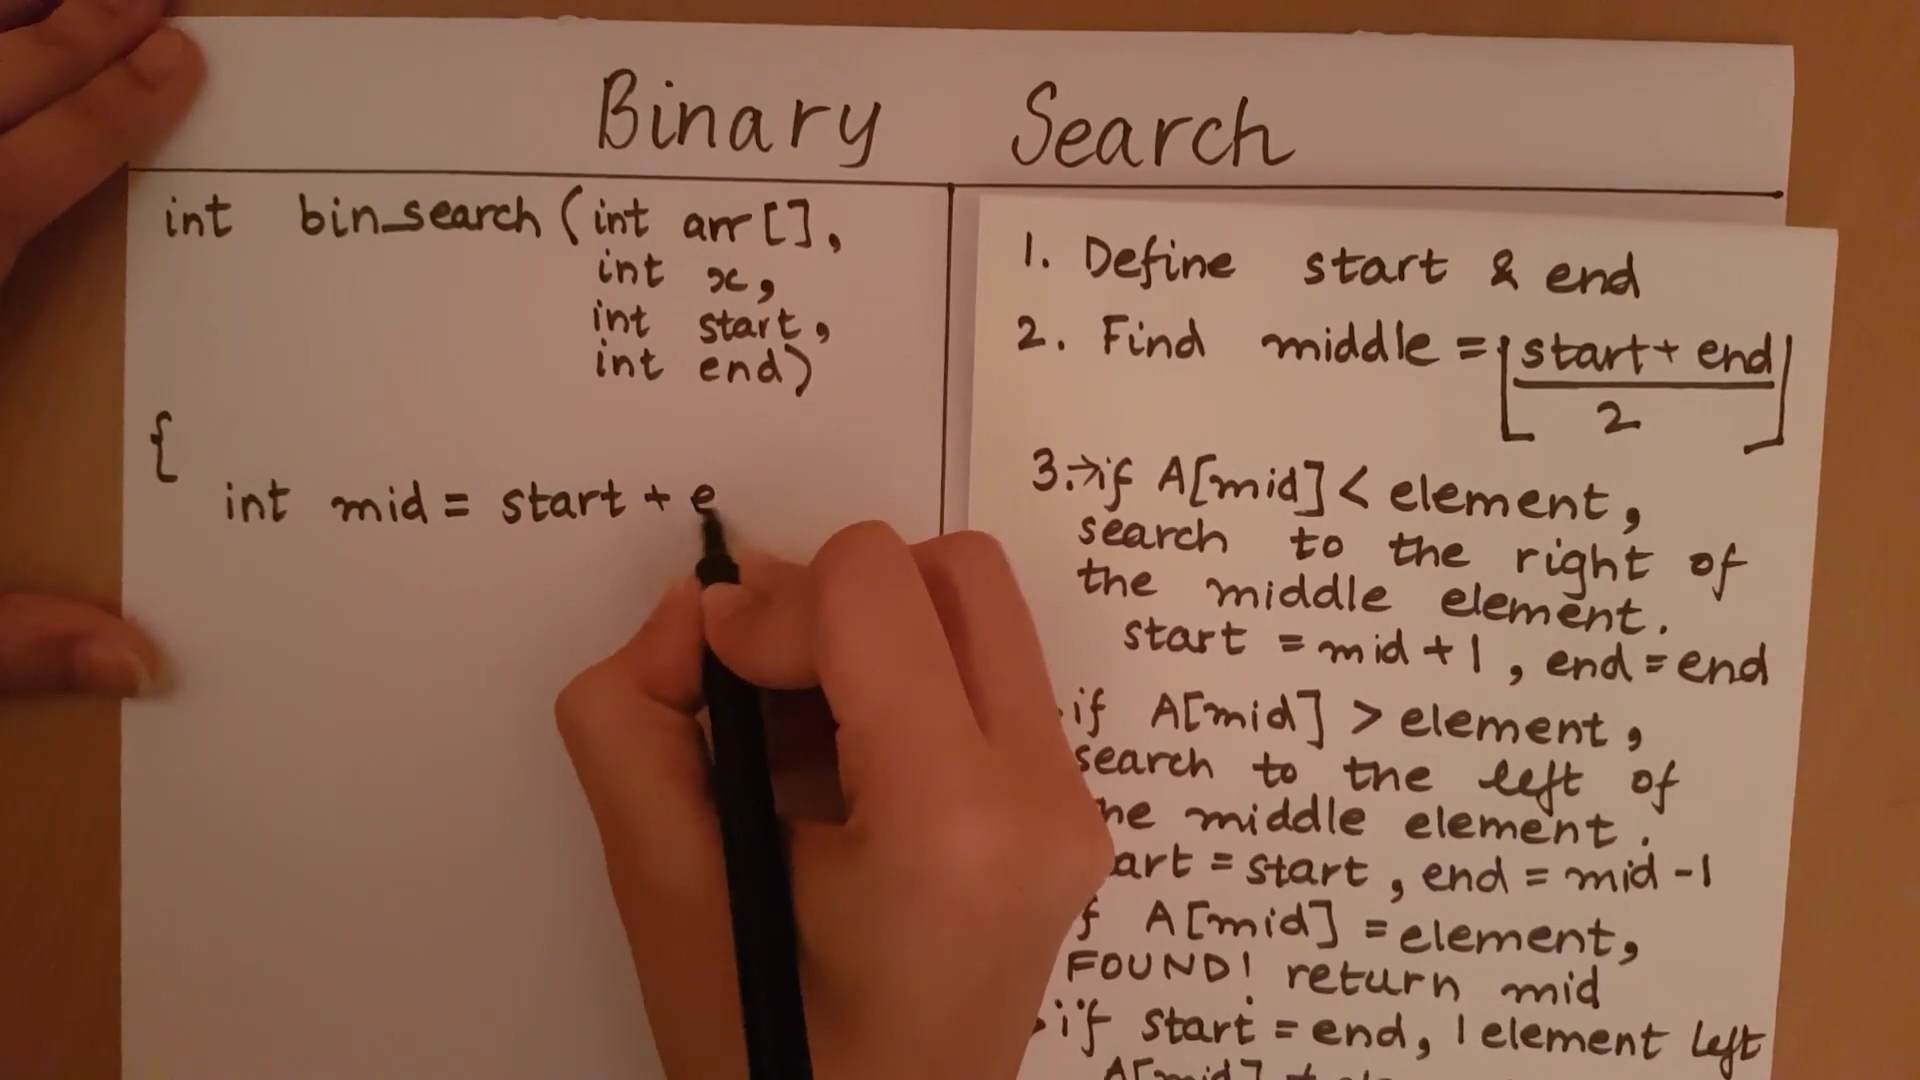 Binary Search
int bin_search (int arr[],
int x,
int start,
int end)
{
int mid = start + e
1. Define start & end
2. Find middle = ⌊start + end
2⌋
3.→if A[mid] < element,
search to the right of
the middle element.
start = mid + 1, end = end
if A[mid] > element,
search to the left of
he middle element.
art = start, end = mid - 1
f A[mid] = element,
FOUND! return mid
if start = end, 1 element left
A[mid] ≠